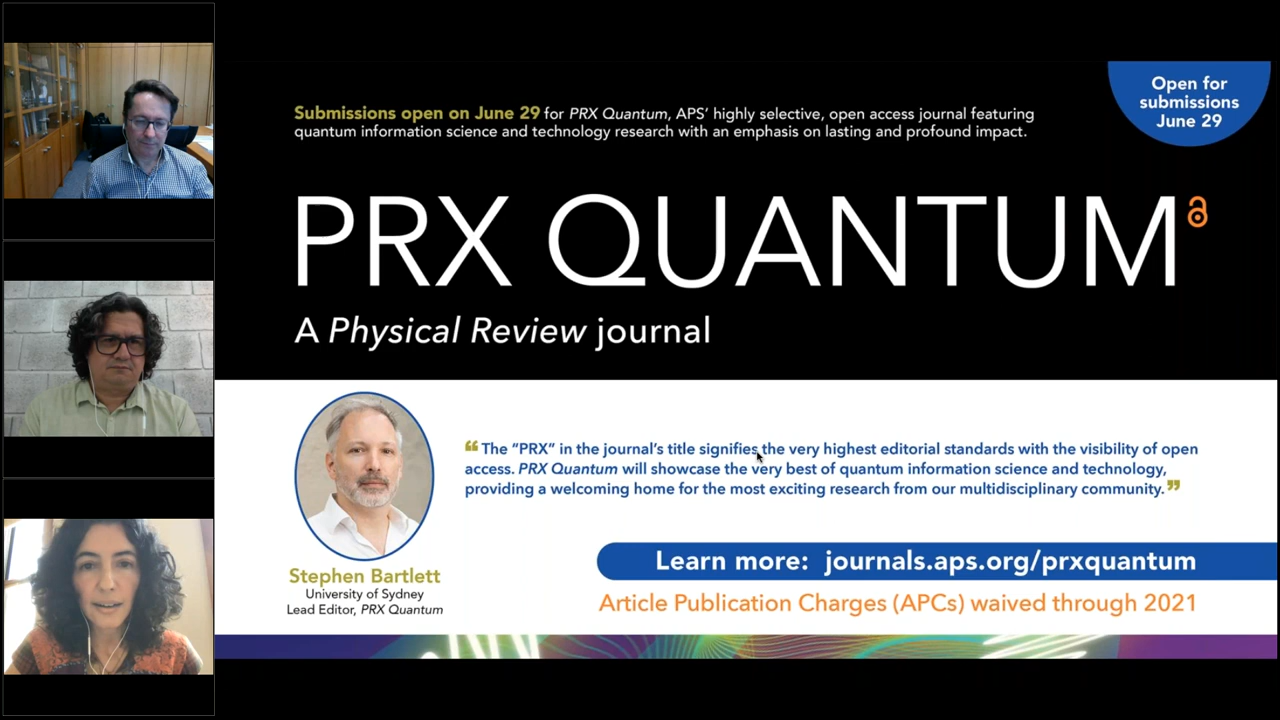 Submissions open on June 29 for PRX Quantum, APS’ highly selective, open access journal featuring
quantum information science and technology research with an emphasis on lasting and profound impact.
Open for
submissions
June 29
PRX QUANTUM
A Physical Review journal
“The “PRX” in the journal’s title signifies the very highest editorial standards with the visibility of open
access. PRX Quantum will showcase the very best of quantum information science and technology,
providing a welcoming home for the most exciting research from our multidisciplinary community.”
Stephen Bartlett
University of Sydney
Lead Editor, PRX Quantum
Learn more: journals.aps.org/prxquantum
Article Publication Charges (APCs) waived through 2021